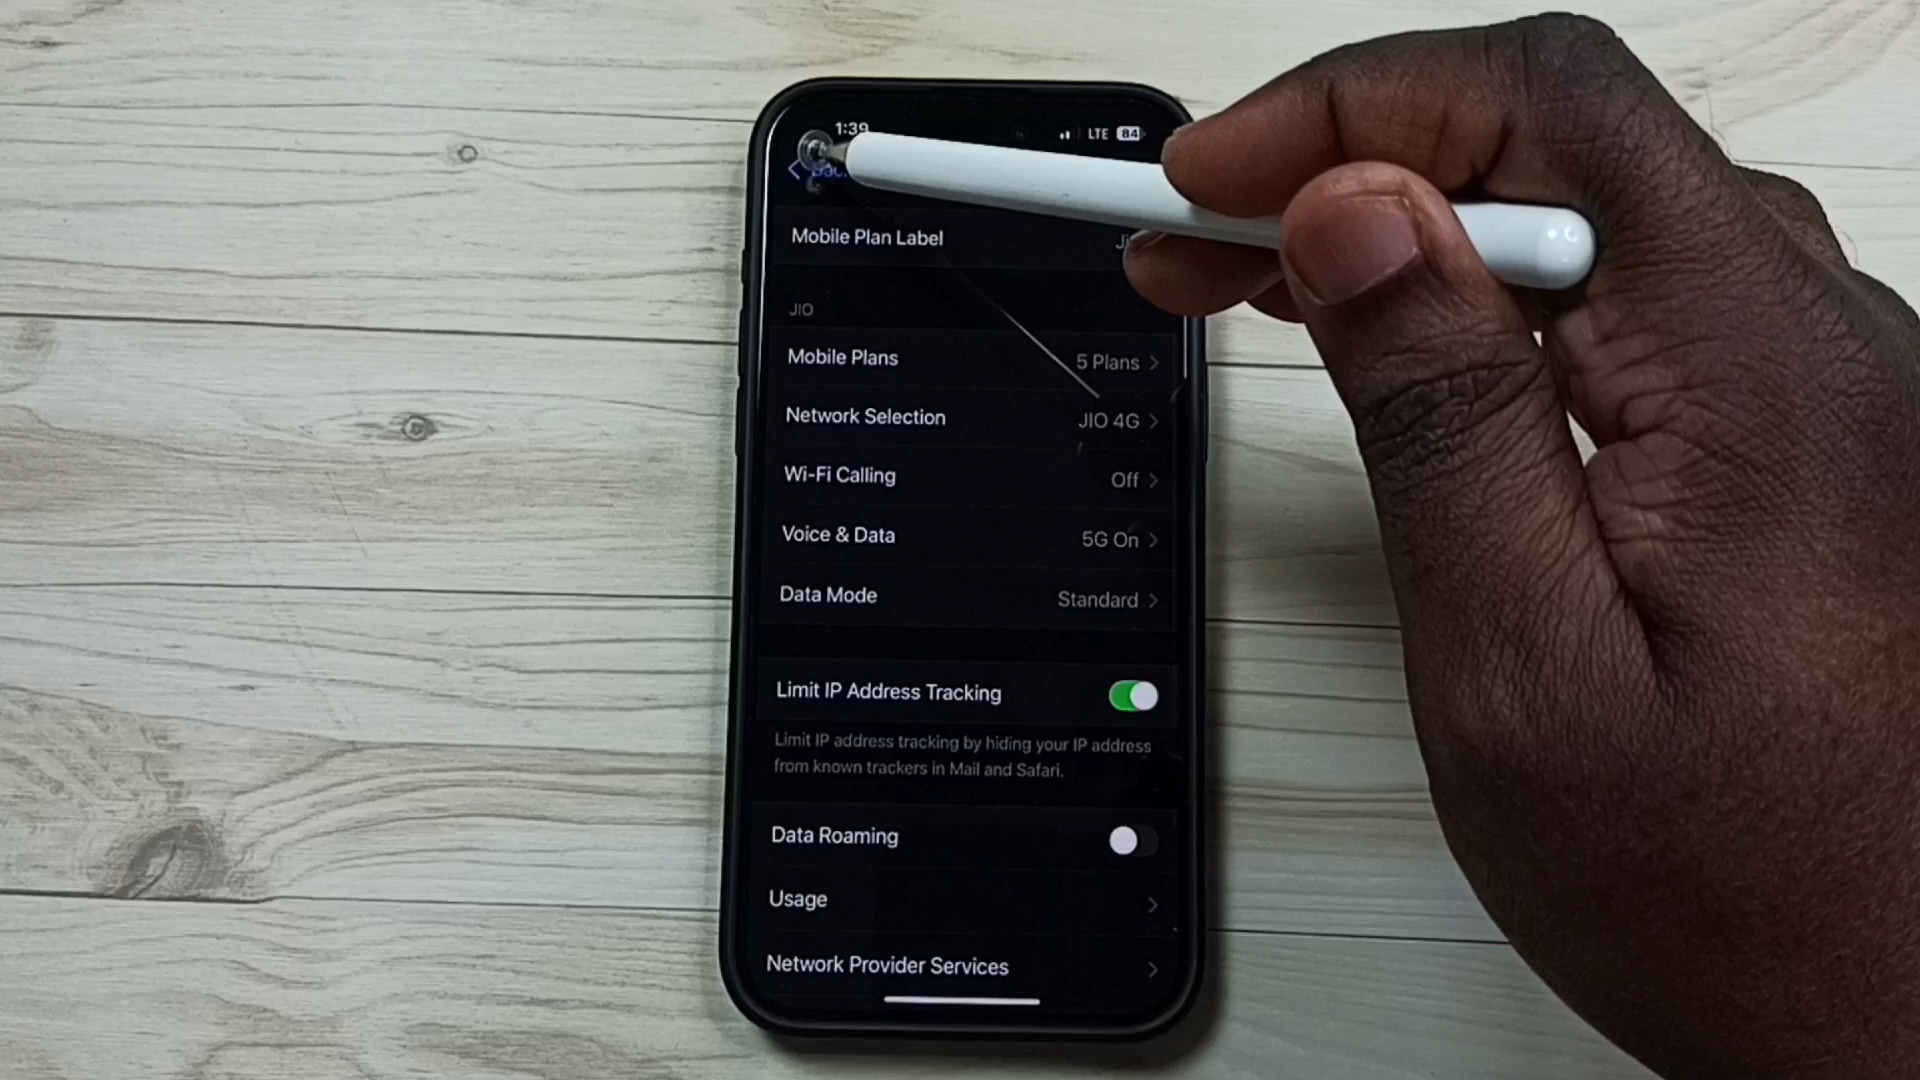 1:39 LTE 84
Mobile Plan Label
JIO
Mobile Plans 5 Plans
Network Selection JIO 4G
Wi-Fi Calling Off
Voice & Data 5G On
Data Mode Standard
Limit IP Address Tracking
Limit IP address tracking by hiding your IP address
from known trackers in Mail and Safari.
Data Roaming
Usage
Network Provider Services